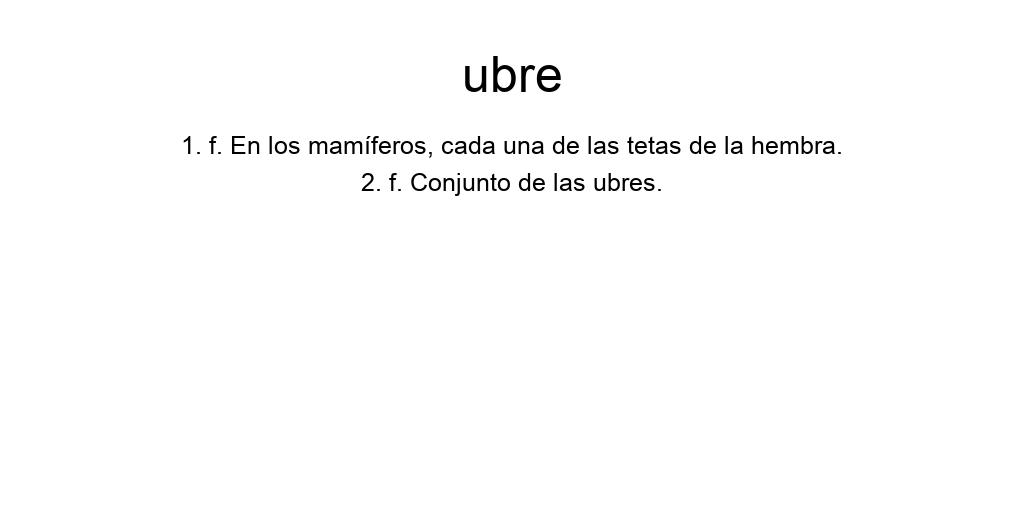 ubre
1. f. En los mamíferos, cada una de las tetas de la hembra.
2. f. Conjunto de las ubres.